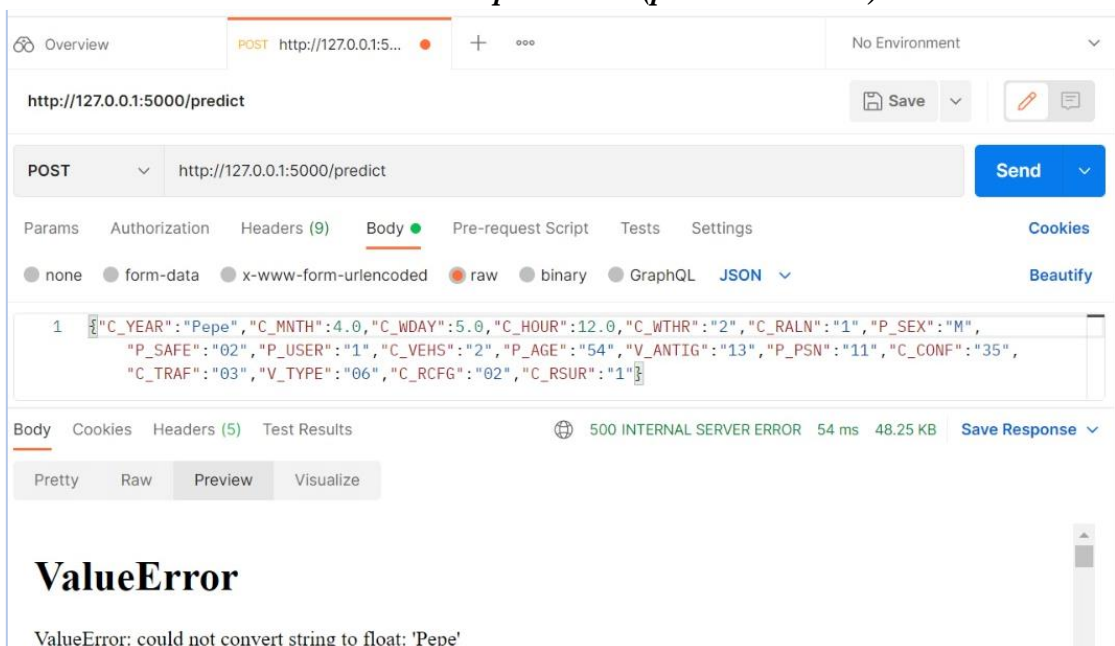 Overview
POST http://127.0.0.1:5...
No Environment
http://127.0.0.1:5000/predict
Save
POST http://127.0.0.1:5000/predict
Send
Params Authorization Headers (9) Body Pre-request Script Tests Settings Cookies
none form-data x-www-form-urlencoded raw binary GraphQL JSON Beautify
1 {"C_YEAR":"Pepe","C_MNTH":4.0,"C_WDAY":5.0,"C_HOUR":12.0,"C_WTHR":"2","C_RALN":"1","P_SEX":"M",
"P_SAFE":"02","P_USER":"1","C_VEHS":"2","P_AGE":"54","V_ANTIG":"13","P_PSN":"11","C_CONF":"35",
"C_TRAF":"03","V_TYPE":"06","C_RCFG":"02","C_RSUR":"1"}
Body Cookies Headers (5) Test Results 500 INTERNAL SERVER ERROR 54 ms 48.25 KB Save Response
Pretty Raw Preview Visualize
ValueError
ValueError: could not convert string to float: 'Pepe'